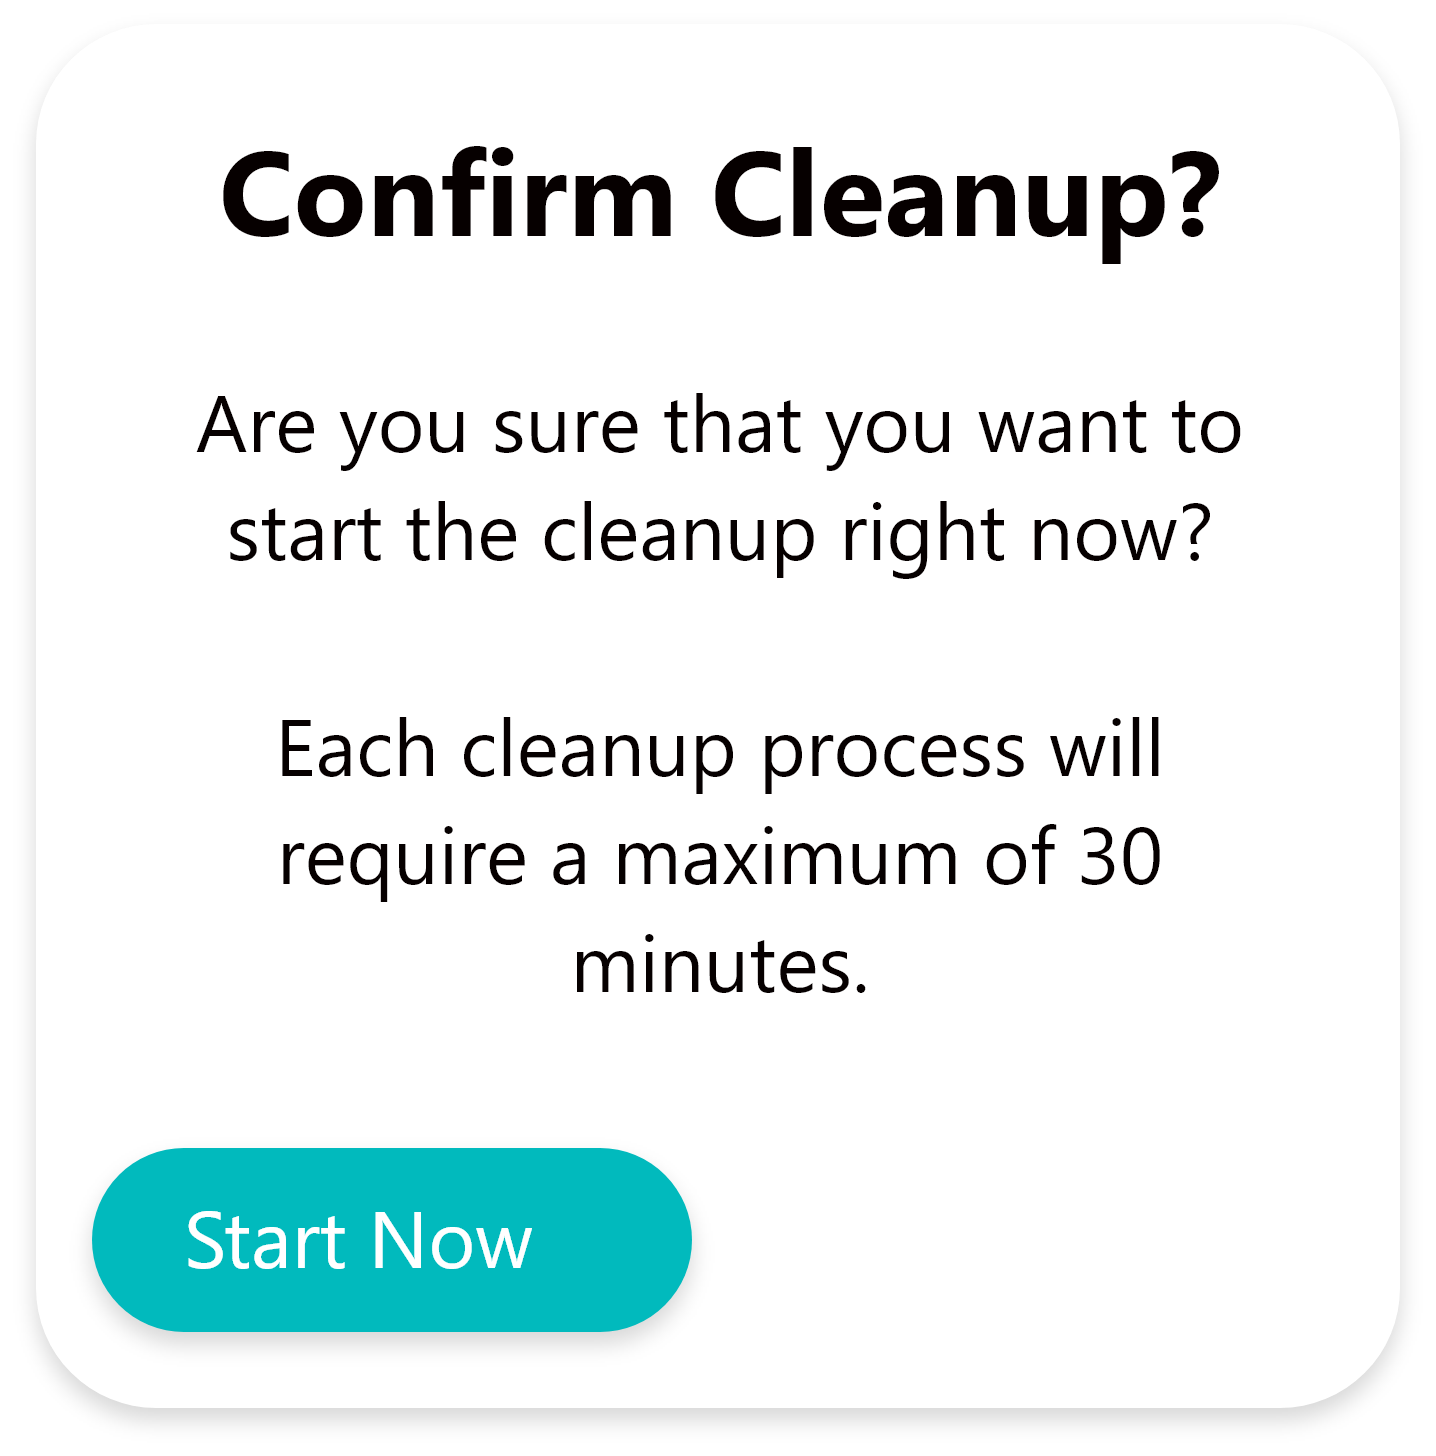 Confirm Cleanup?
Are you sure that you want to
start the cleanup right now?
Each cleanup process will
require a maximum of 30
minutes.
Start Now